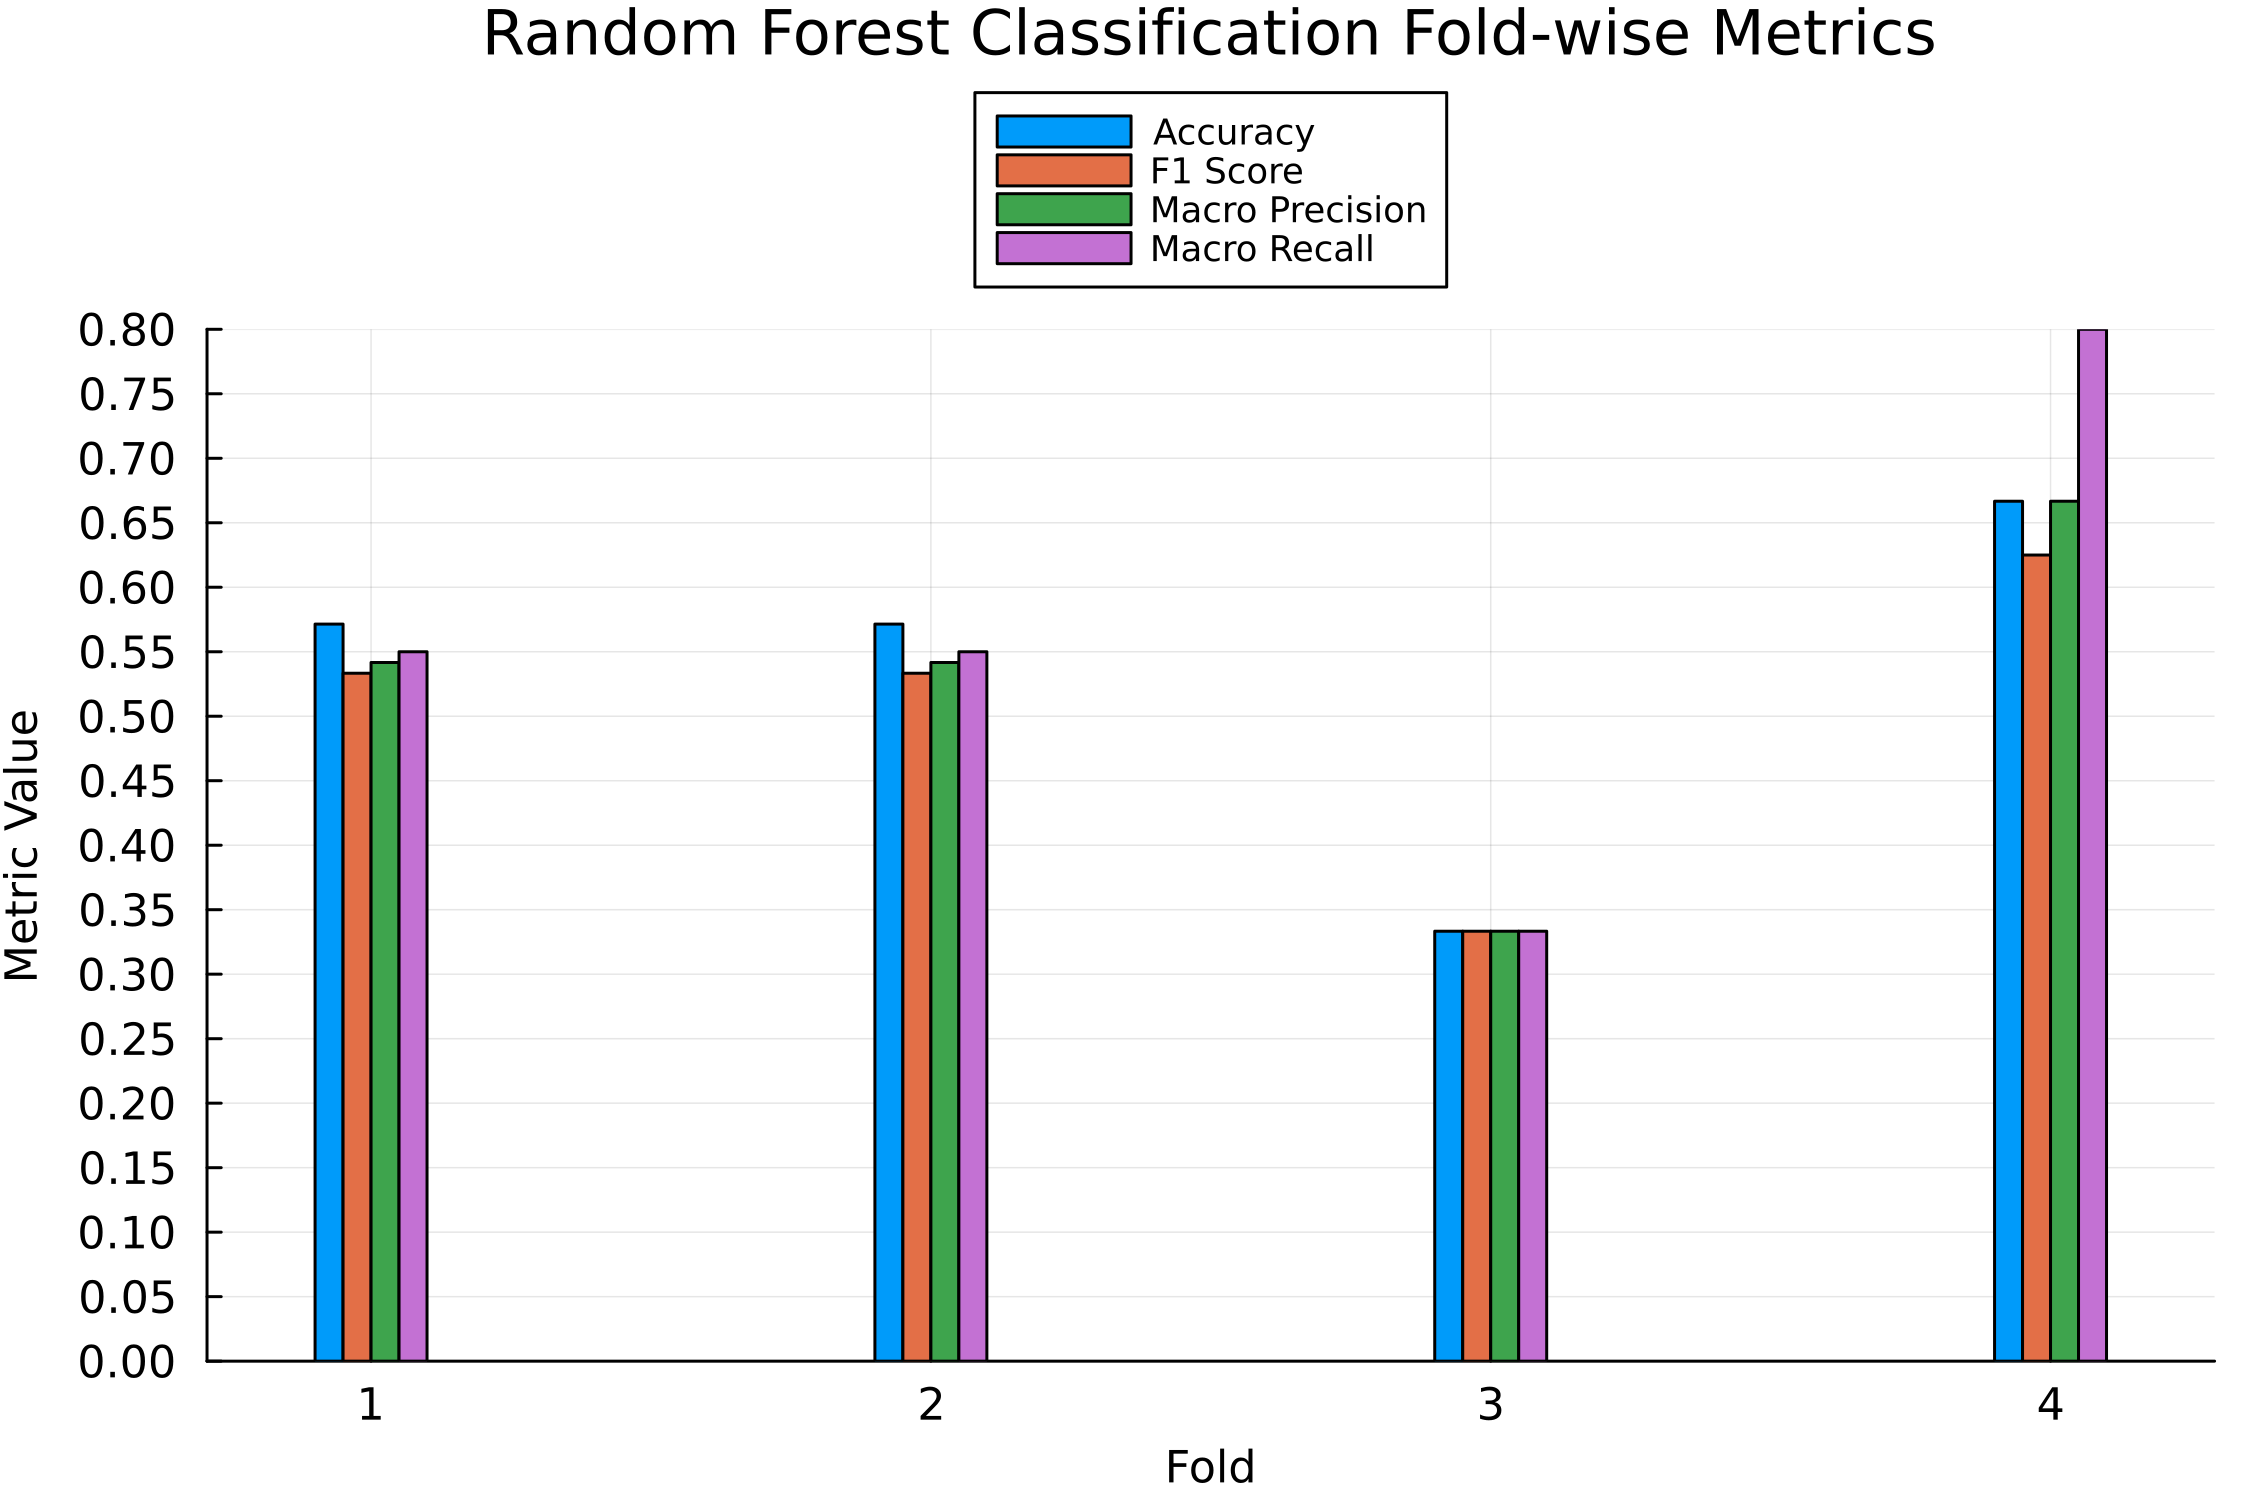 Random Forest Classification Fold-wise Metrics
Accuracy
F1 Score
Macro Precision
Macro Recall
0.80
0.75
0.70
0.65
0.60
0.55
0.50
0.45
0.40
0.35
0.30
0.25
0.20
0.15
0.10
0.05
0.00
Metric Value
1 2 3 4
Fold